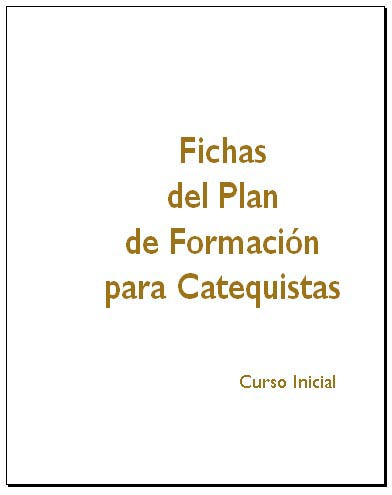 Fichas
del Plan
de Formación
para Catequistas
Curso Inicial